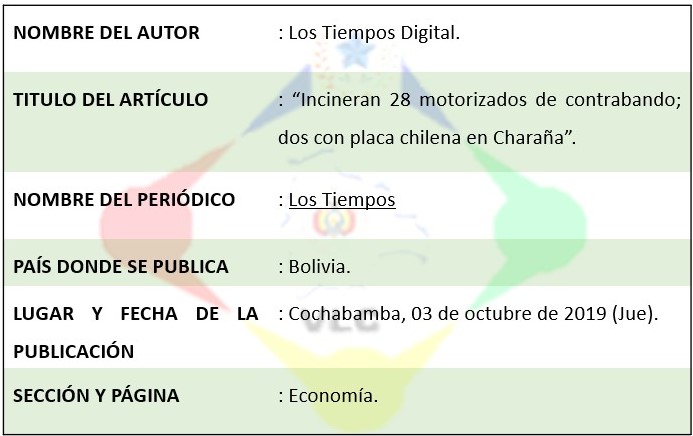 NOMBRE DEL AUTOR : Los Tiempos Digital.
TITULO DEL ARTÍCULO : “Incineran 28 motorizados de contrabando;
dos con placa chilena en Charaña”.
NOMBRE DEL PERIÓDICO : Los Tiempos
PAÍS DONDE SE PUBLICA : Bolivia.
LUGAR Y FECHA DE LA : Cochabamba, 03 de octubre de 2019 (Jue).
PUBLICACIÓN
SECCIÓN Y PÁGINA : Economía.